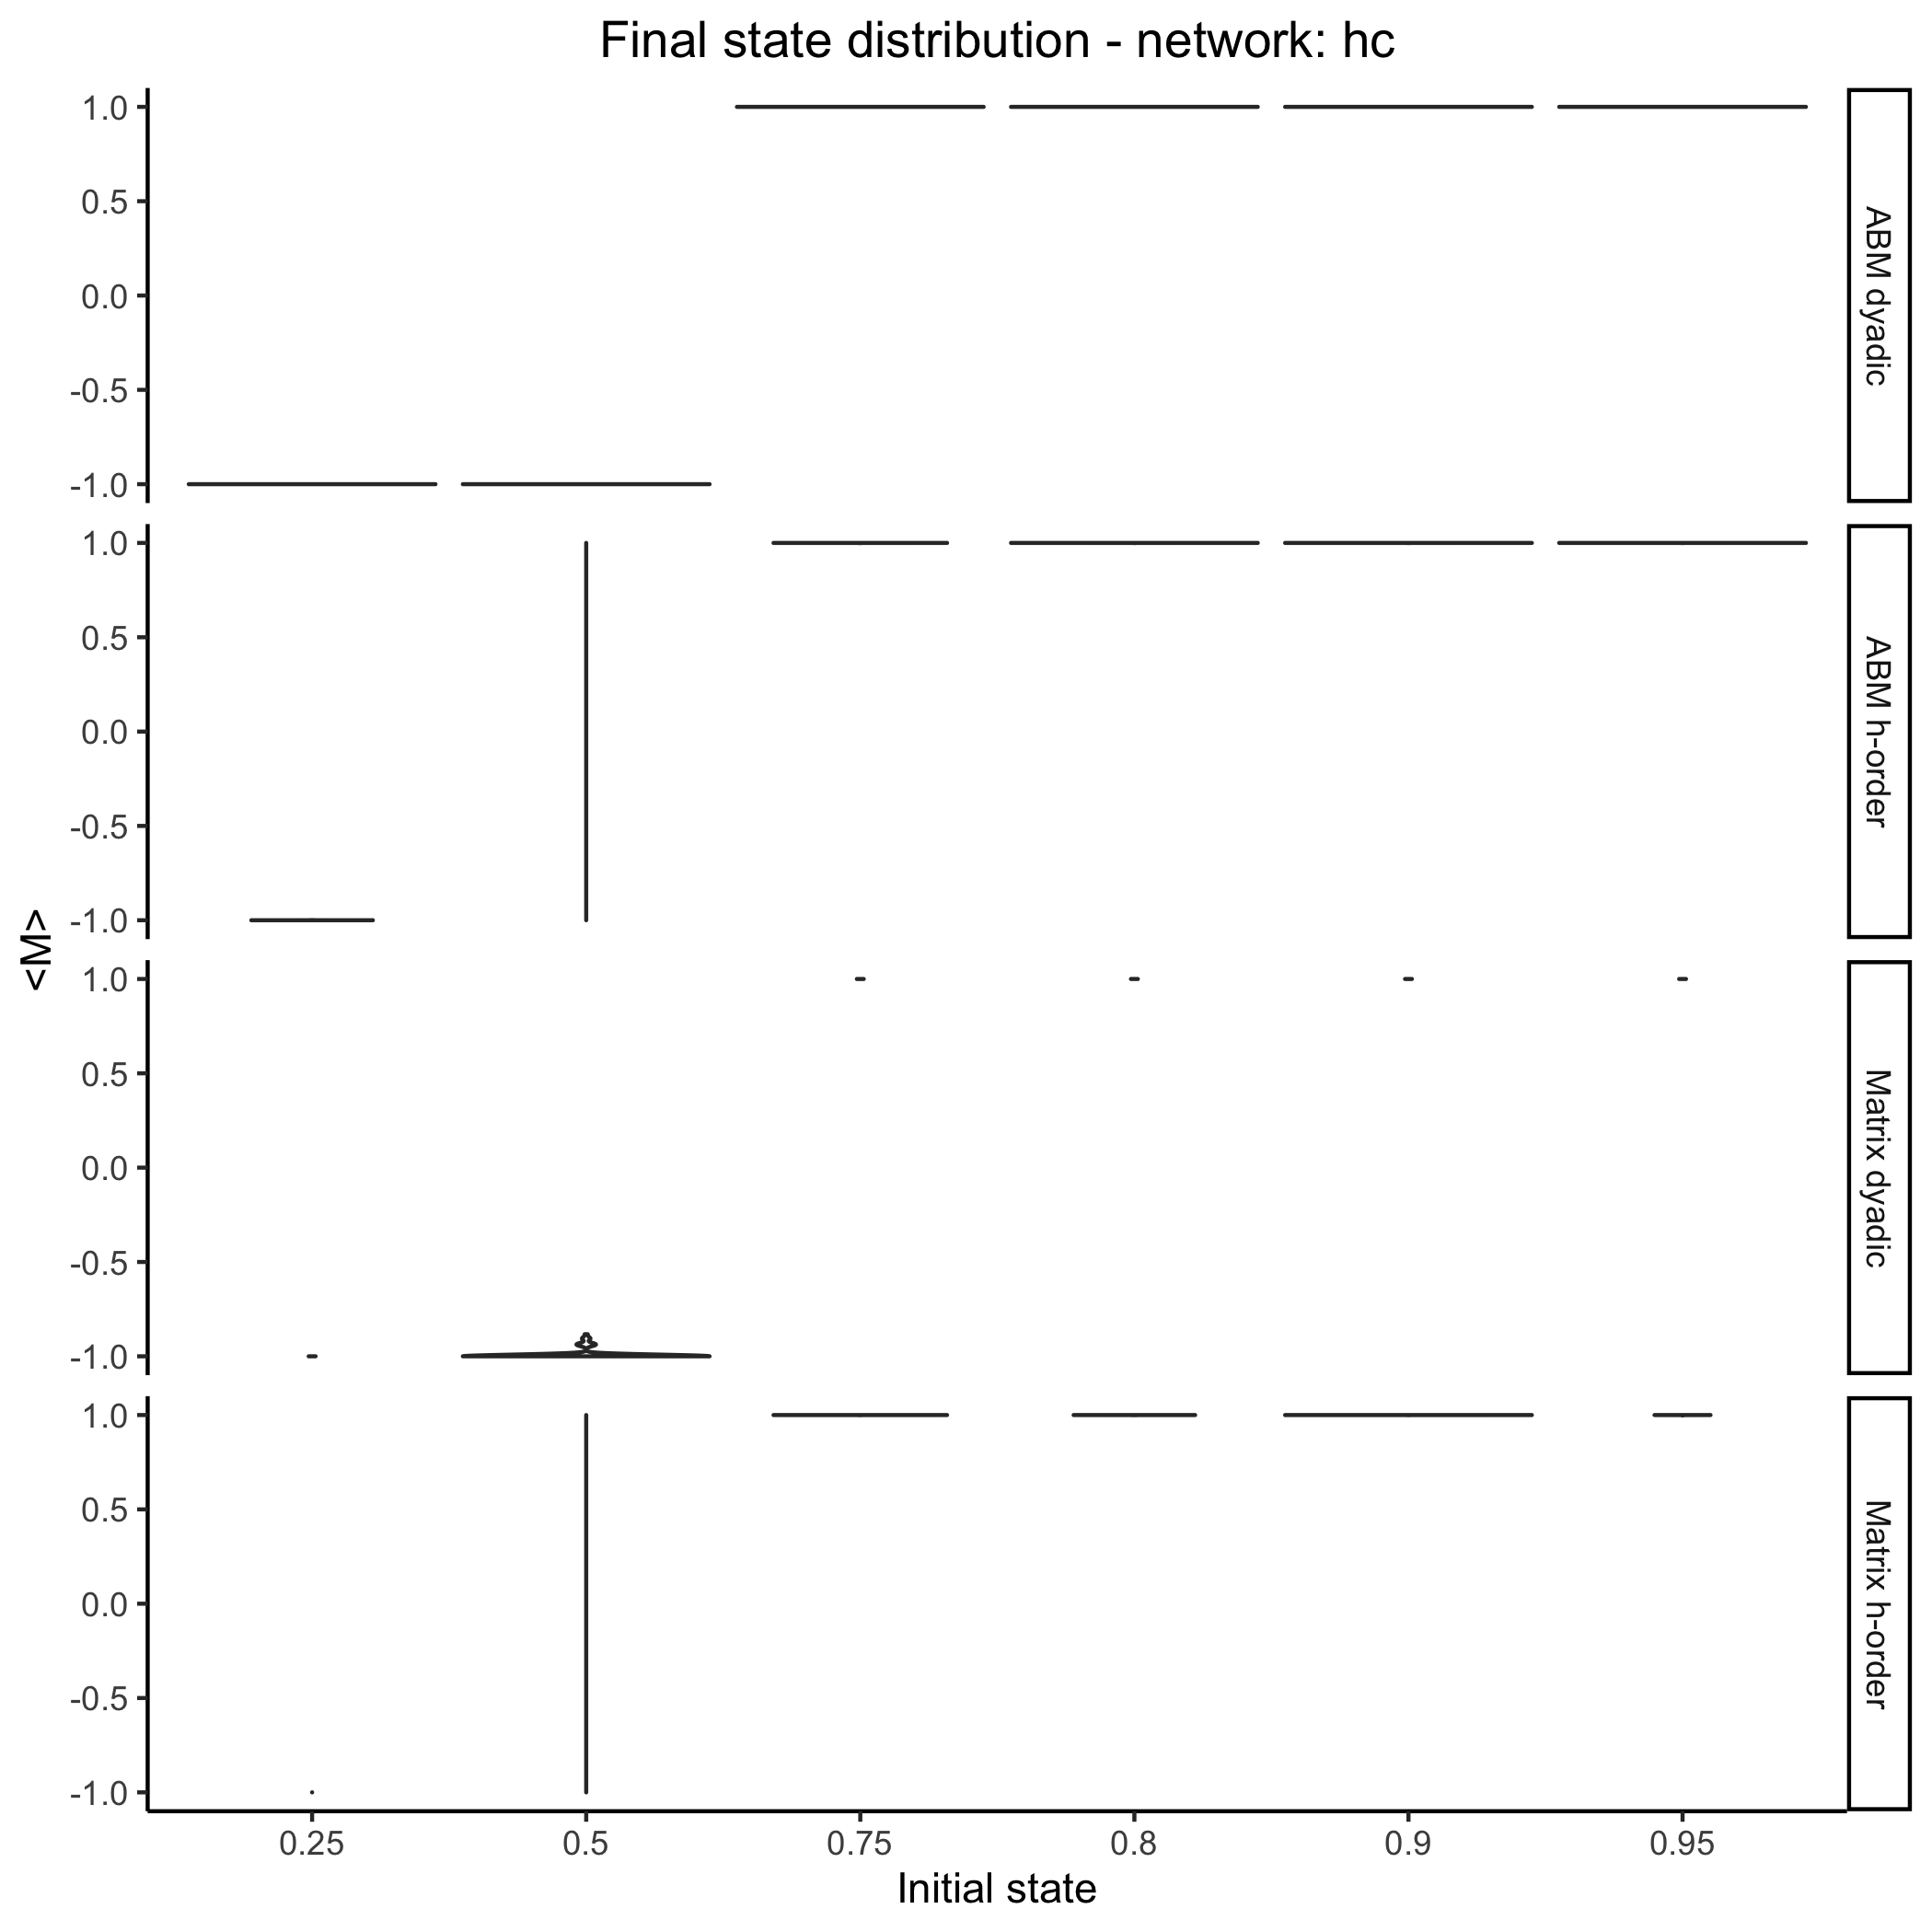 Final state distribution - network: hc
1.0
0.5
0.0
-0.5
-1.0
ABM dyadic
1.0
0.5
0.0
-0.5
-1.0
ABM h-order
<M>
1.0
0.5
0.0
-0.5
-1.0
Matrix dyadic
1.0
0.5
0.0
-0.5
-1.0
Matrix h-order
0.25 0.5 0.75 0.8 0.9 0.95
Initial state